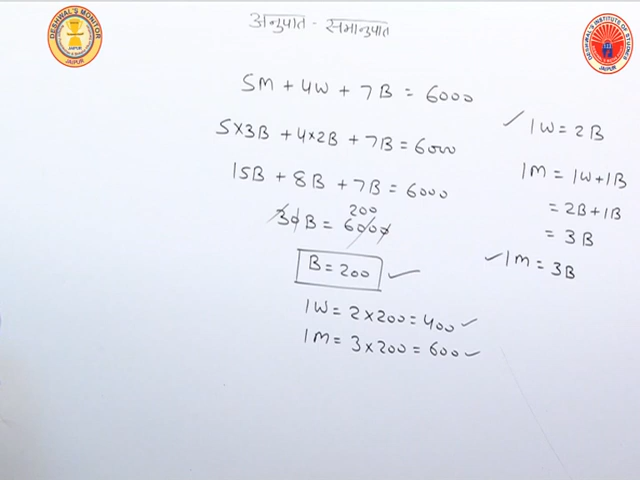 DESHWAL'S MONITOR
JAIPUR
अनुपात - समानुपात
DESHWAL'S INSTITUTE OF STUDIES
JAIPUR
5M + 4W + 7B = 6000
5×3B + 4×2B + 7B = 6000
15B + 8B + 7B = 6000
200
30B = 6000
B = 200
1W = 2×200 = 400
1M = 3×200 = 600
1W = 2B
1M = 1W+1B
= 2B+1B
= 3B
1M = 3B